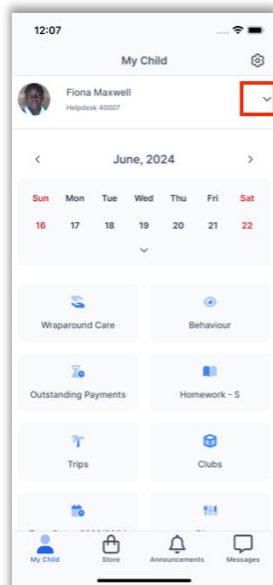 12:07
My Child
Fiona Maxwell
Helpdesk 40007
June, 2024
Sun Mon Tue Wed Thu Fri Sat
16 17 18 19 20 21 22
Wraparound Care Behaviour
Outstanding Payments Homework - S
Trips Clubs
My Child Store Announcements Messages